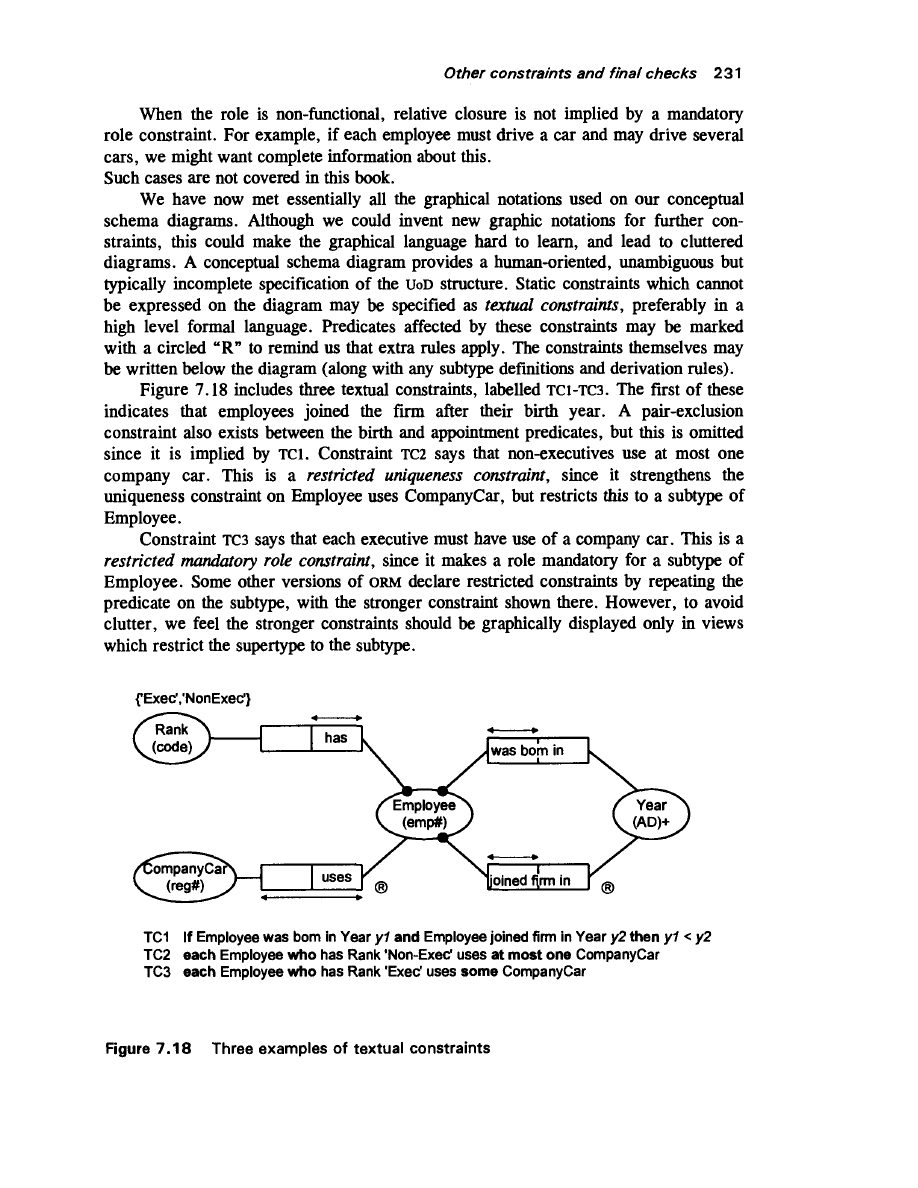 Other constraints and final checks 231
When the role is non-functional, relative closure is not implied by a mandatory
role constraint. For example, if each employee must drive a car and may drive several
cars, we might want complete information about this.
Such cases are not covered in this book.
We have now met essentially all the graphical notations used on our conceptual
schema diagrams. Although we could invent new graphic notations for further con-
straints, this could make the graphical language hard to learn, and lead to cluttered
diagrams. A conceptual schema diagram provides a human-oriented, unambiguous but
typically incomplete specification of the UoD structure. Static constraints which cannot
be expressed on the diagram may be specified as textual constraints, preferably in a
high level formal language. Predicates affected by these constraints may be marked
with a circled “R” to remind us that extra rules apply. The constraints themselves may
be written below the diagram (along with any subtype definitions and derivation rules).
Figure 7.18 includes three textual constraints, labelled TC1-TC3. The first of these
indicates that employees joined the firm after their birth year. A pair-exclusion
constraint also exists between the birth and appointment predicates, but this is omitted
since it is implied by TC1. Constraint TC2 says that non-executives use at most one
company car. This is a restricted uniqueness constraint, since it strengthens the
uniqueness constraint on Employee uses CompanyCar, but restricts this to a subtype of
Employee.
Constraint TC3 says that each executive must have use of a company car. This is a
restricted mandatory role constraint, since it makes a role mandatory for a subtype of
Employee. Some other versions of ORM declare restricted constraints by repeating the
predicate on the subtype, with the stronger constraint shown there. However, to avoid
clutter, we feel the stronger constraints should be graphically displayed only in views
which restrict the supertype to the subtype.
{'Exec','NonExec'}
Rank
(code)
has
was born in
Employee
(emp#)
Year
(AD)+
CompanyCar
(reg#)
uses
®
joined firm in
®
TC1 If Employee was born in Year y1 and Employee joined firm in Year y2 then y1 < y2
TC2 each Employee who has Rank 'Non-Exec' uses at most one CompanyCar
TC3 each Employee who has Rank 'Exec' uses some CompanyCar
Figure 7.18 Three examples of textual constraints